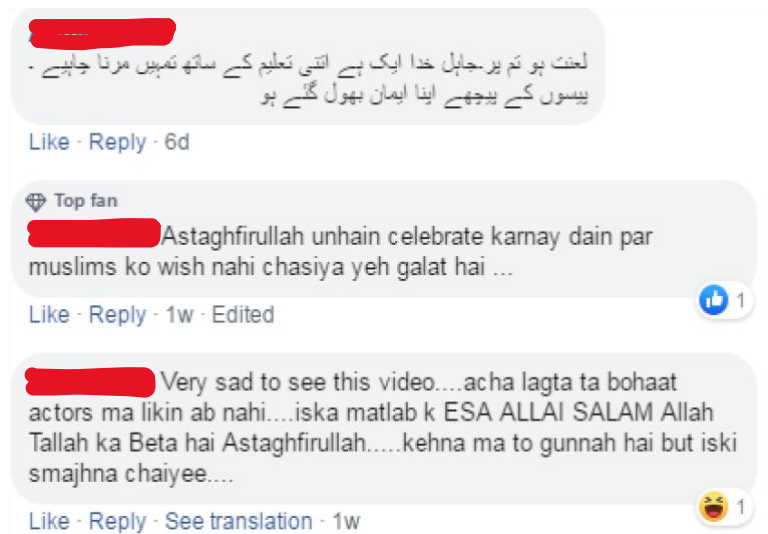 لعنت ہو تم پر۔جاہل خدا ایک ہے اتنی تعلیم کے ساتھ تمہیں مرنا چاہیے ۔
پیسوں کے پیچھے اپنا ایمان بھول گئے ہو
Like · Reply · 6d
Top fan
Astaghfirullah unhain celebrate karnay dain par
muslims ko wish nahi chasiya yeh galat hai ...
1
Like · Reply · 1w · Edited
Very sad to see this video....acha lagta ta bohaat
actors ma likin ab nahi....iska matlab k ESA ALLAI SALAM Allah
Tallah ka Beta hai Astaghfirullah.....kehna ma to gunnah hai but iski
smajhna chaiyee....
1
Like · Reply · See translation · 1w